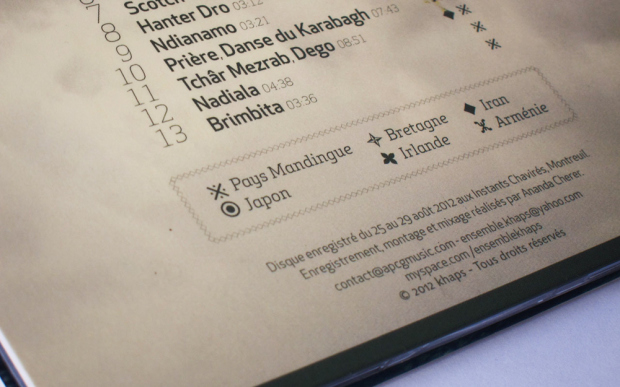 Scotch
Hanter Dro 03:12
Ndianamo 03:21
Prière, Danse du Karabagh 07:43
Tchâr Mezrab, Dego 08:51
Nadiala 04:38
Brimbita 03:36
7
8
9
10
11
12
13
Pays Mandingue
Japon
Bretagne
Irlande
Iran
Arménie
Disque enregistré du 25 au 29 août 2012 aux Instants Chavirés, Montreuil.
Enregistrement, montage et mixage réalisés par Ananda Cherer.
contact@apcgmusic.com - ensemble.khaps@yahoo.com
myspace.com/ensemblekhaps
© 2012 khaps - Tous droits réservés